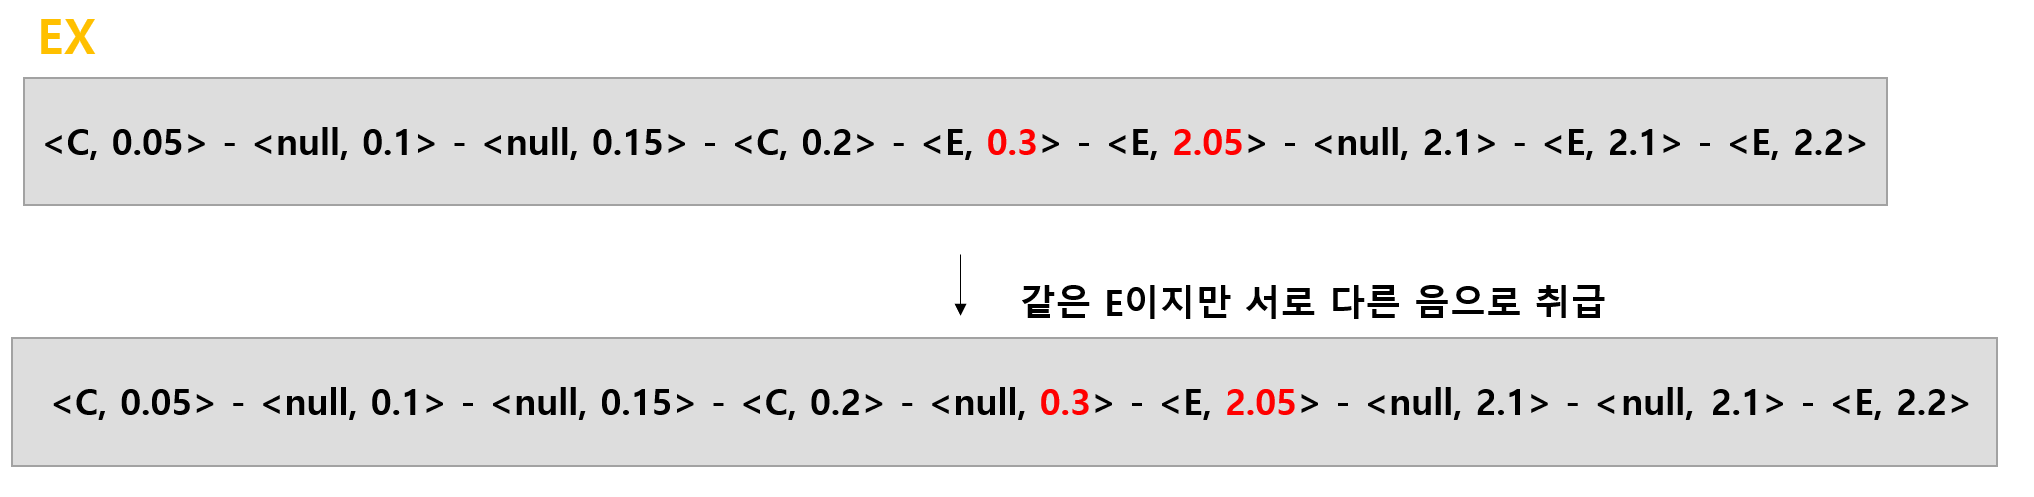 EX
<C, 0.05> - <null, 0.1> - <null, 0.15> - <C, 0.2> - <E, 0.3> - <E, 2.05> - <null, 2.1> - <E, 2.1> - <E, 2.2>
같은 E이지만 서로 다른 음으로 취급
<C, 0.05> - <null, 0.1> - <null, 0.15> - <C, 0.2> - <null, 0.3> - <E, 2.05> - <null, 2.1> - <null, 2.1> - <E, 2.2>